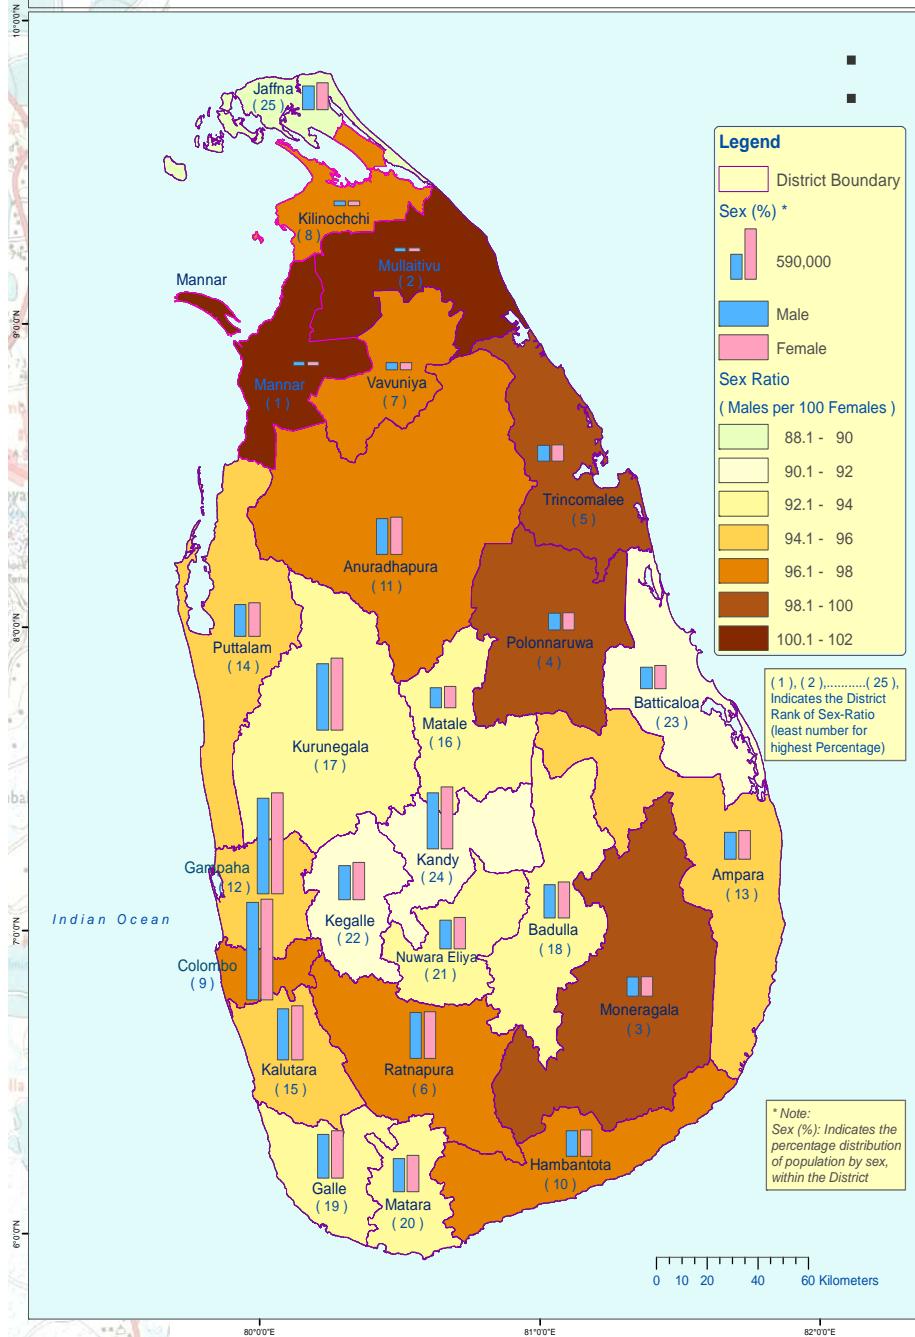 10°0'0"N
Jaffna
( 25 )
Kilinochchi
( 8 )
Mullaitivu
( 2 )
Mannar
9°0'0"N
Mannar
( 1 )
Vavuniya
( 7 )
Trincomalee
( 5 )
Anuradhapura
( 11 )
8°0'0"N
Puttalam
( 14 )
Polonnaruwa
( 4 )
Batticaloa
( 23 )
Matale
( 16 )
Kurunegala
( 17 )
Gampaha
( 12 )
Kandy
( 24 )
Ampara
( 13 )
Indian Ocean
7°0'0"N
Kegalle
( 22 )
Nuwara Eliya
( 21 )
Badulla
( 18 )
Colombo
( 9 )
Moneragala
( 3 )
Kalutara
( 15 )
Ratnapura
( 6 )
Hambantota
( 10 )
Galle
( 19 )
Matara
( 20 )
6°0'0"N
Legend
District Boundary
Sex (%) *
590,000
Male
Female
Sex Ratio
( Males per 100 Females )
88.1 - 90
90.1 - 92
92.1 - 94
94.1 - 96
96.1 - 98
98.1 - 100
100.1 - 102
( 1 ), ( 2 ),...........( 25 ),
Indicates the District
Rank of Sex-Ratio
(least number for
highest Percentage)
* Note:
Sex (%): Indicates the
percentage distribution
of population by sex,
within the District
0 10 20 40 60 Kilometers
80°0'0"E 81°0'0"E 82°0'0"E